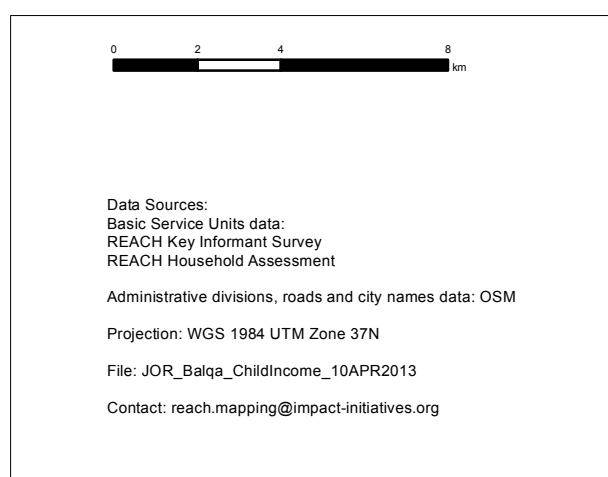 0 2 4 8
km
Data Sources:
Basic Service Units data:
REACH Key Informant Survey
REACH Household Assessment
Administrative divisions, roads and city names data: OSM
Projection: WGS 1984 UTM Zone 37N
File: JOR_Balqa_ChildIncome_10APR2013
Contact: reach.mapping@impact-initiatives.org